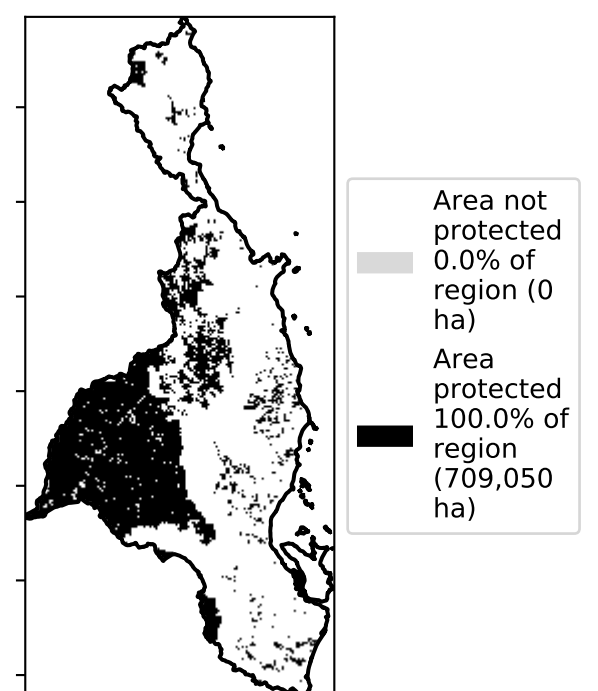 Area not
protected
0.0% of
region (0
ha)
Area
protected
100.0% of
region
(709,050
ha)